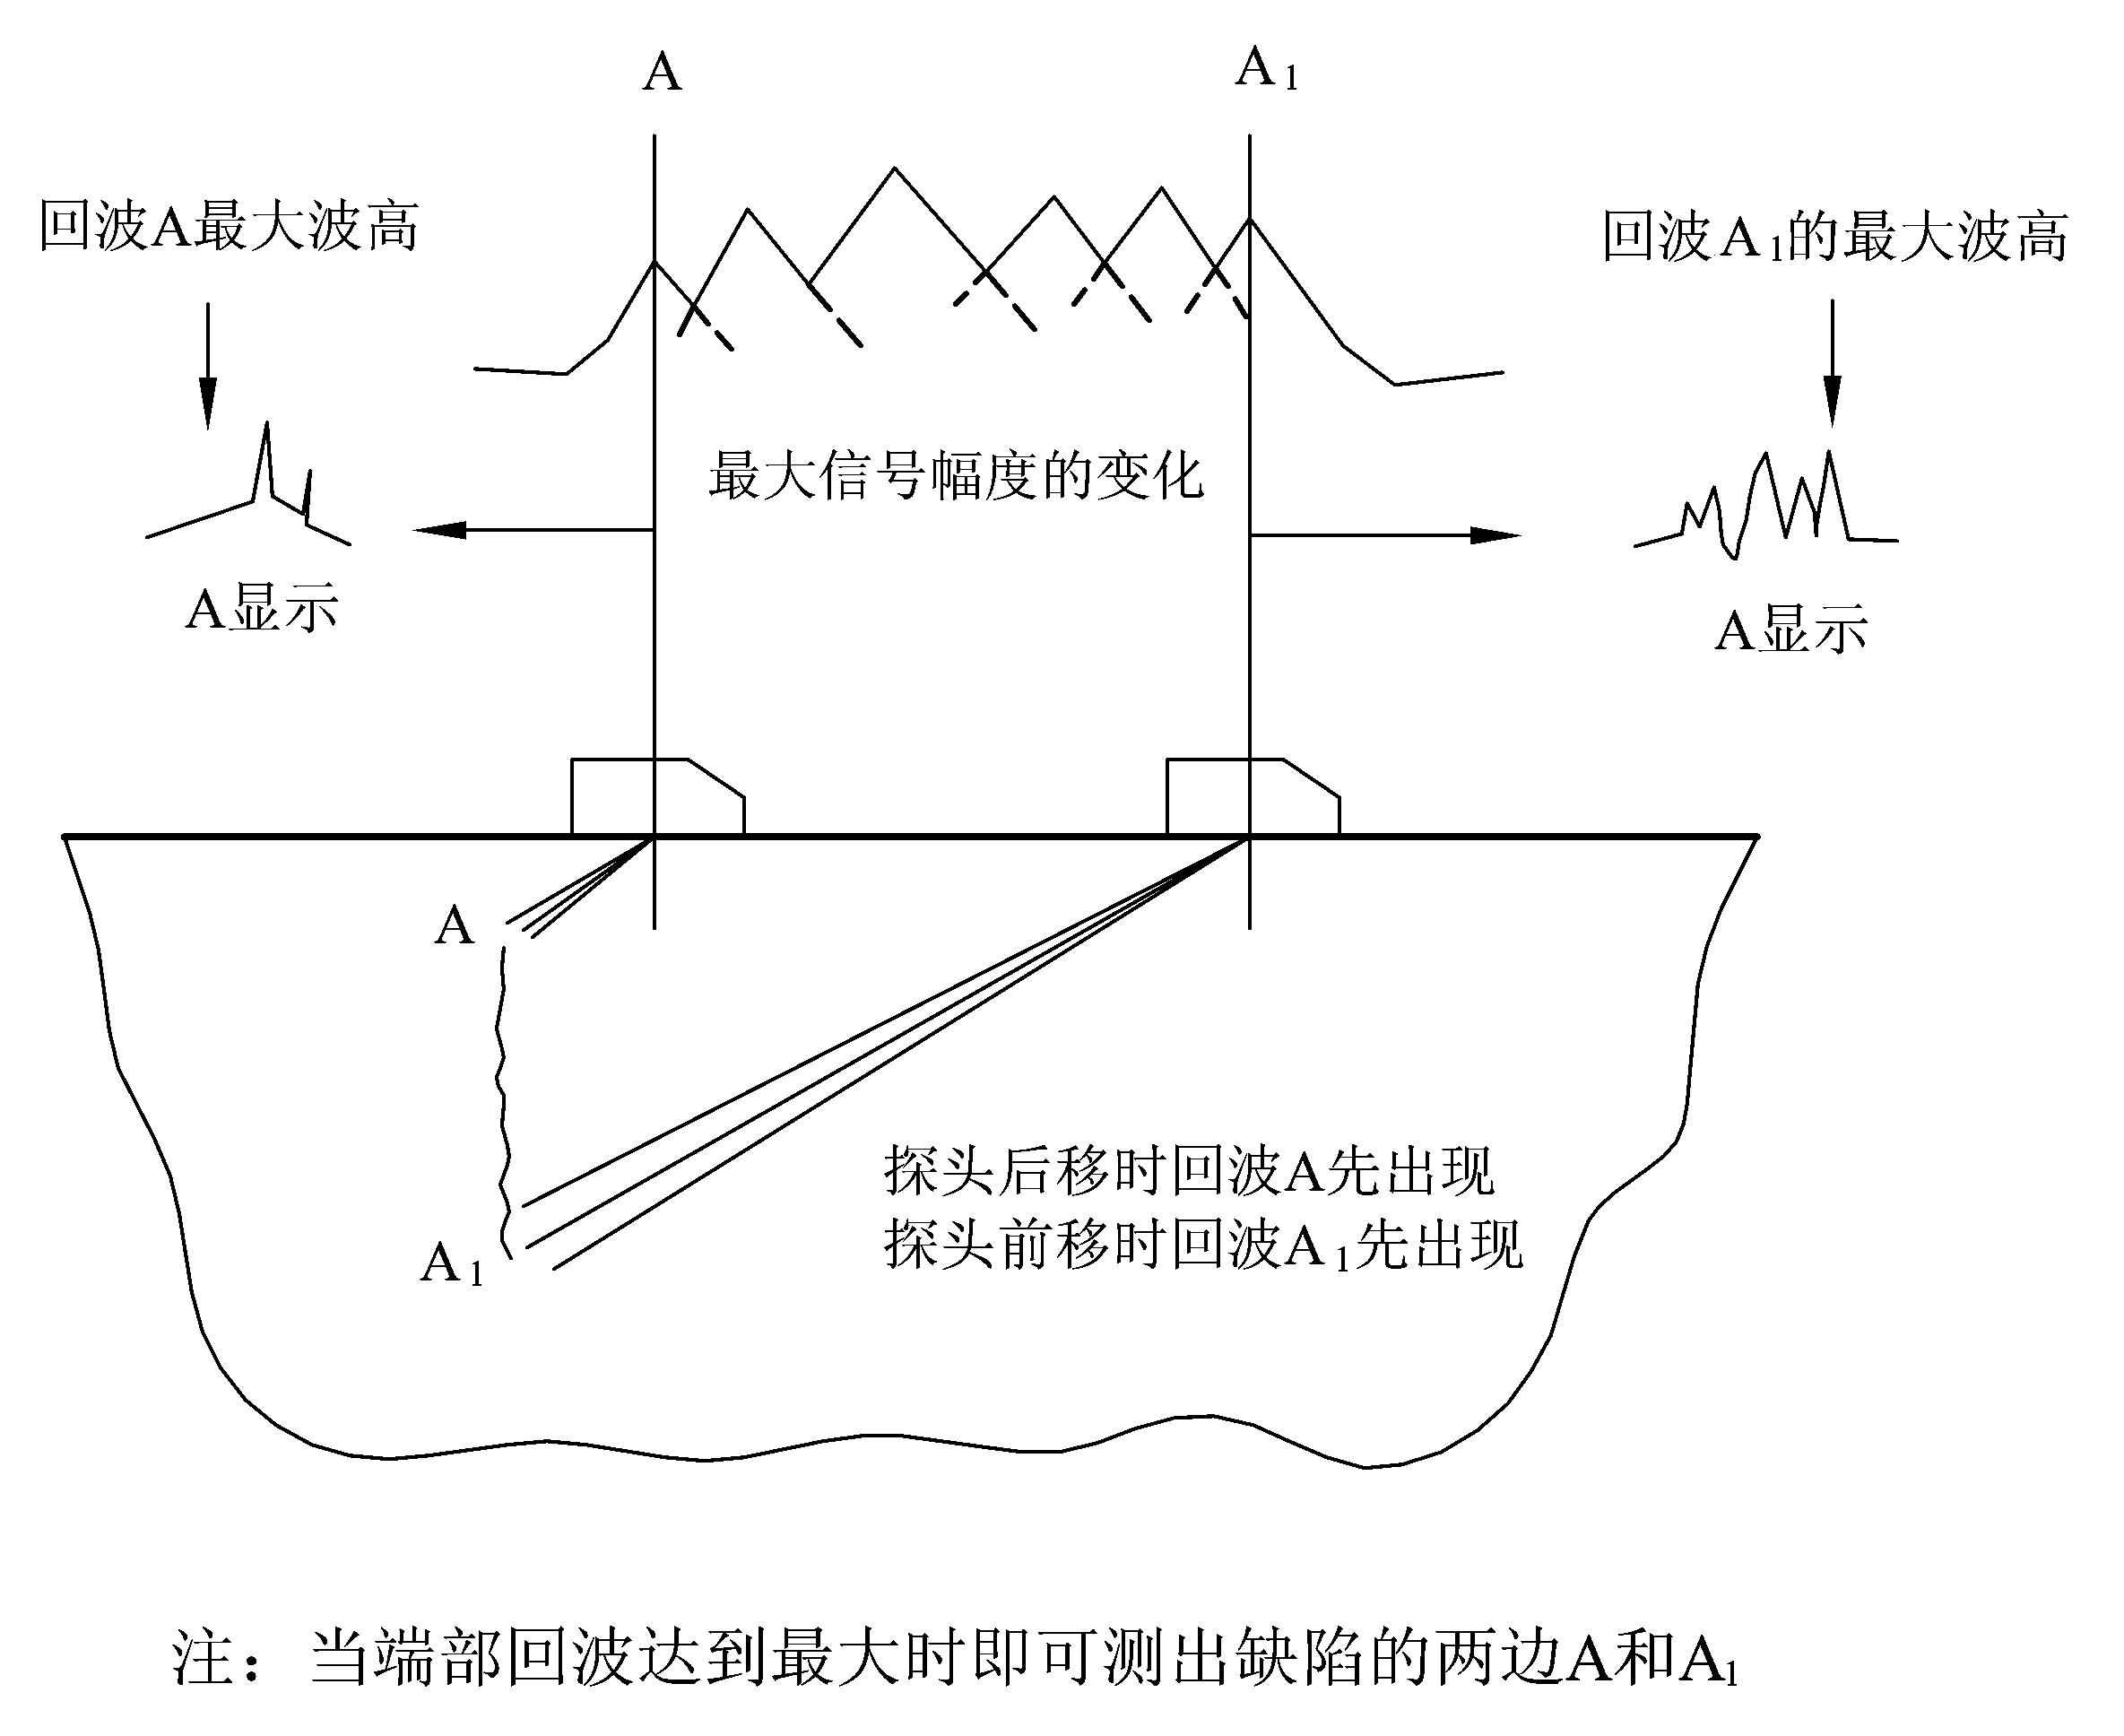 A
A₁
回波A最大波高
回波A₁的最大波高
最大信号幅度的变化
A显示
A显示
A
探头后移时回波A先出现
探头前移时回波A₁先出现
A₁
注：当端部回波达到最大时即可测出缺陷的两边A和A₁